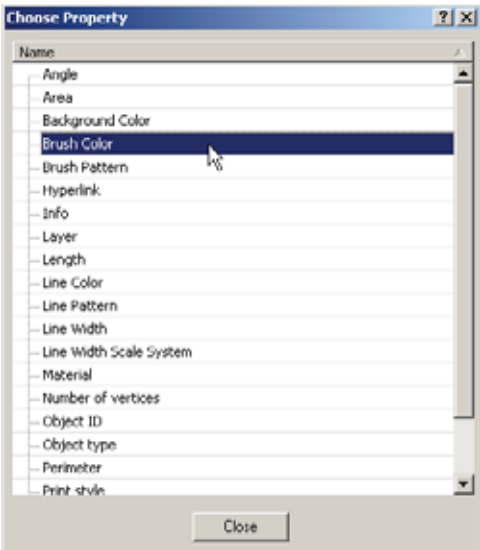 Choose Property
Name
Angle
Area
Background Color
Brush Color
Brush Pattern
Hyperlink
Info
Layer
Length
Line Color
Line Pattern
Line Width
Line Width Scale System
Material
Number of vertices
Object ID
Object type
Perimeter
Print style
Close